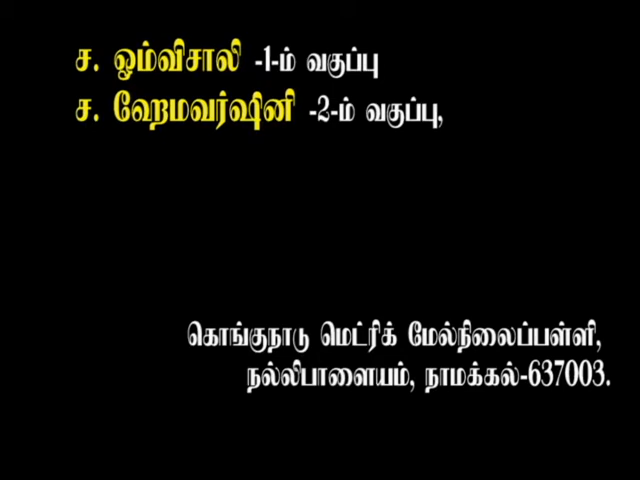 ச. ஓம்விசாலி -1-ம் வகுப்பு
ச. ஹேமவர்ஷினி -2-ம் வகுப்பு,
கொங்குநாடு மெட்ரிக் மேல்நிலைப்பள்ளி,
நல்லிபாளையம், நாமக்கல்-637003.